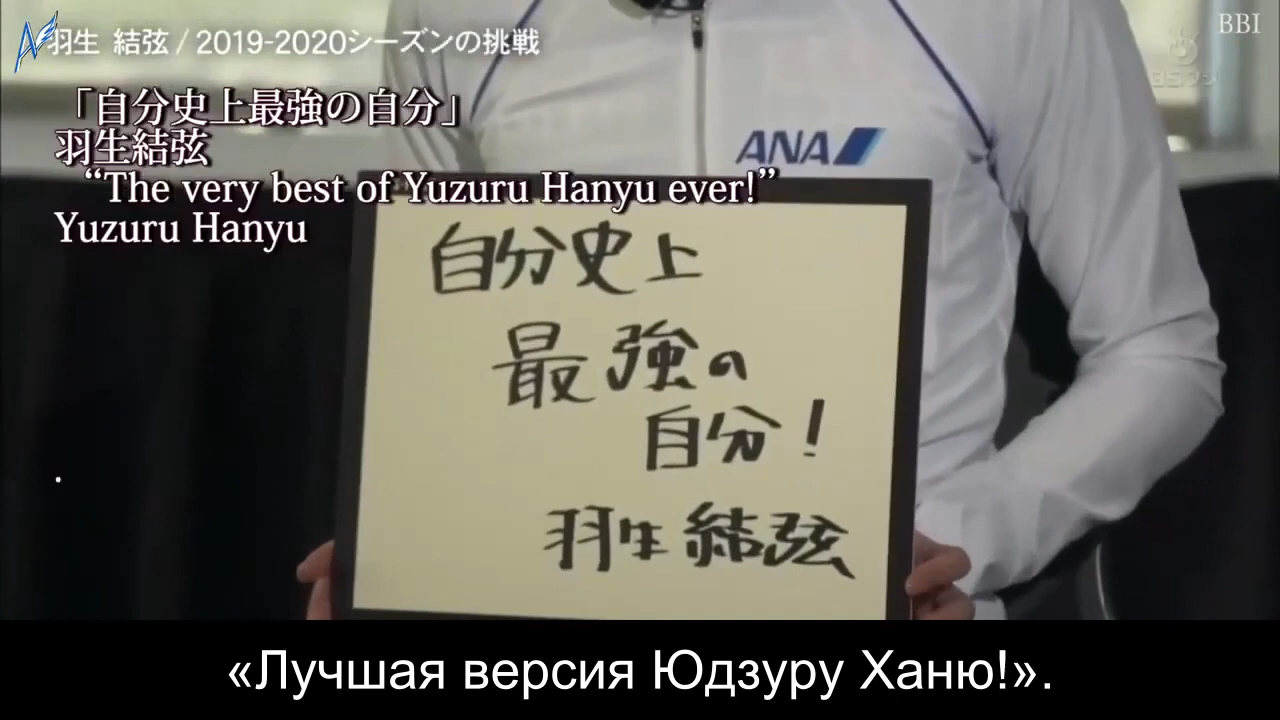 羽生 結弦 / 2019-2020シーズンの挑戦
BBI
「自分史上最強の自分」
羽生結弦
“The very best of Yuzuru Hanyu ever!”
Yuzuru Hanyu
ANA
自分史上
最強の
自分!
羽生結弦
«Лучшая версия Юдзуру Ханю!».